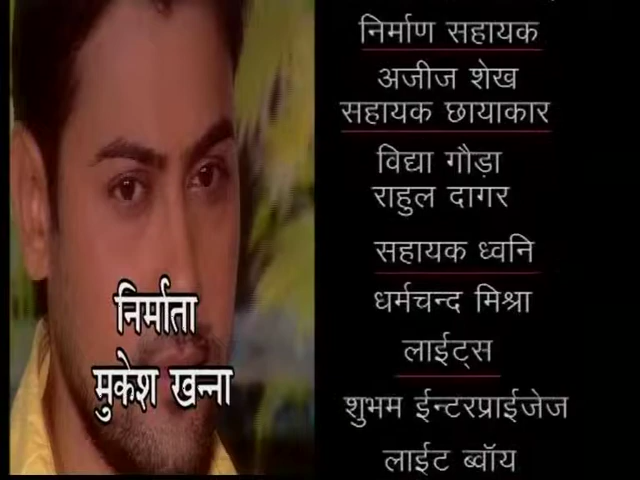 निर्माता
मुकेश खन्ना
निर्माण सहायक
अजीज शेख
सहायक छायाकार
विद्या गौड़ा
राहुल दागर
सहायक ध्वनि
धर्मचन्द मिश्रा
लाईट्स
शुभम ईन्टरप्राईजेज
लाईट ब्वॉय